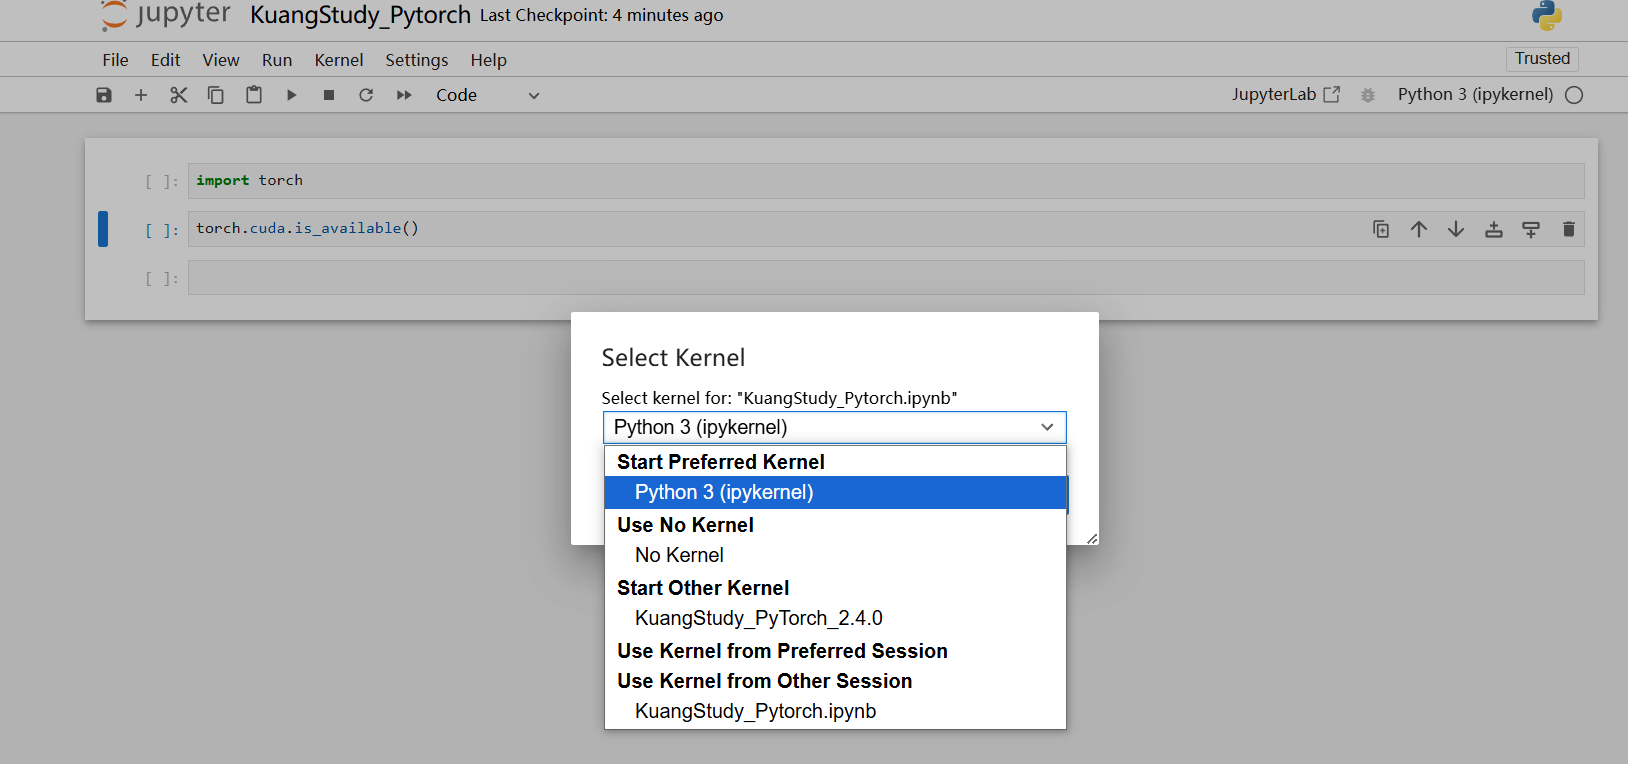 jupyter KuangStudy_Pytorch Last Checkpoint: 4 minutes ago
File Edit View Run Kernel Settings Help Trusted
Code JupyterLab Python 3 (ipykernel)
[ ]: import torch
[ ]: torch.cuda.is_available()
[ ]:
Select Kernel
Select kernel for: "KuangStudy_Pytorch.ipynb"
Python 3 (ipykernel)
Start Preferred Kernel
Python 3 (ipykernel)
Use No Kernel
No Kernel
Start Other Kernel
KuangStudy_PyTorch_2.4.0
Use Kernel from Preferred Session
Use Kernel from Other Session
KuangStudy_Pytorch.ipynb